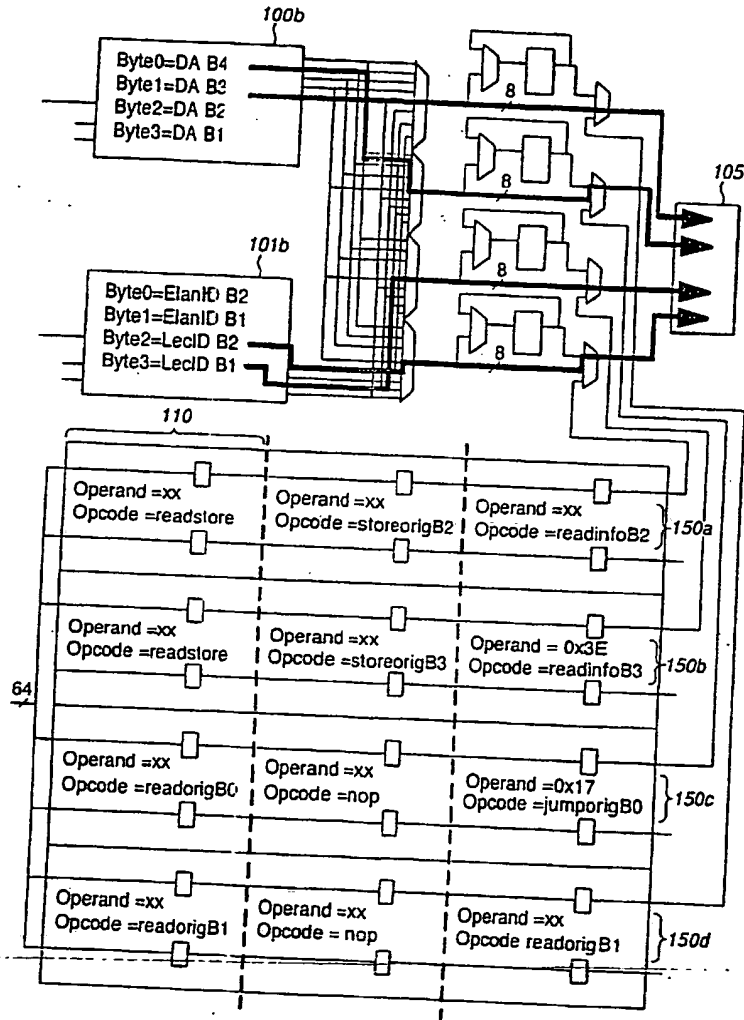 100b
Byte0=DA B4
Byte1=DA B3
Byte2=DA B2
Byte3=DA B1
8
8
8
8
105
101b
Byte0=ElanID B2
Byte1=ElanID B1
Byte2=LecID B2
Byte3=LecID B1
110
Operand =xx
Opcode =readstore
Operand =xx
Opcode =storeorigB2
Operand =xx
Opcode =readinfoB2
150a
Operand =xx
Opcode =readstore
Operand =xx
Opcode =storeorigB3
Operand = 0x3E
Opcode =readinfoB3
150b
64
Operand =xx
Opcode =readorigB0
Operand =xx
Opcode =nop
Operand =0x17
Opcode =jumporigB0
150c
Operand =xx
Opcode =readorigB1
Operand =xx
Opcode = nop
Operand =xx
Opcode readorigB1
150d